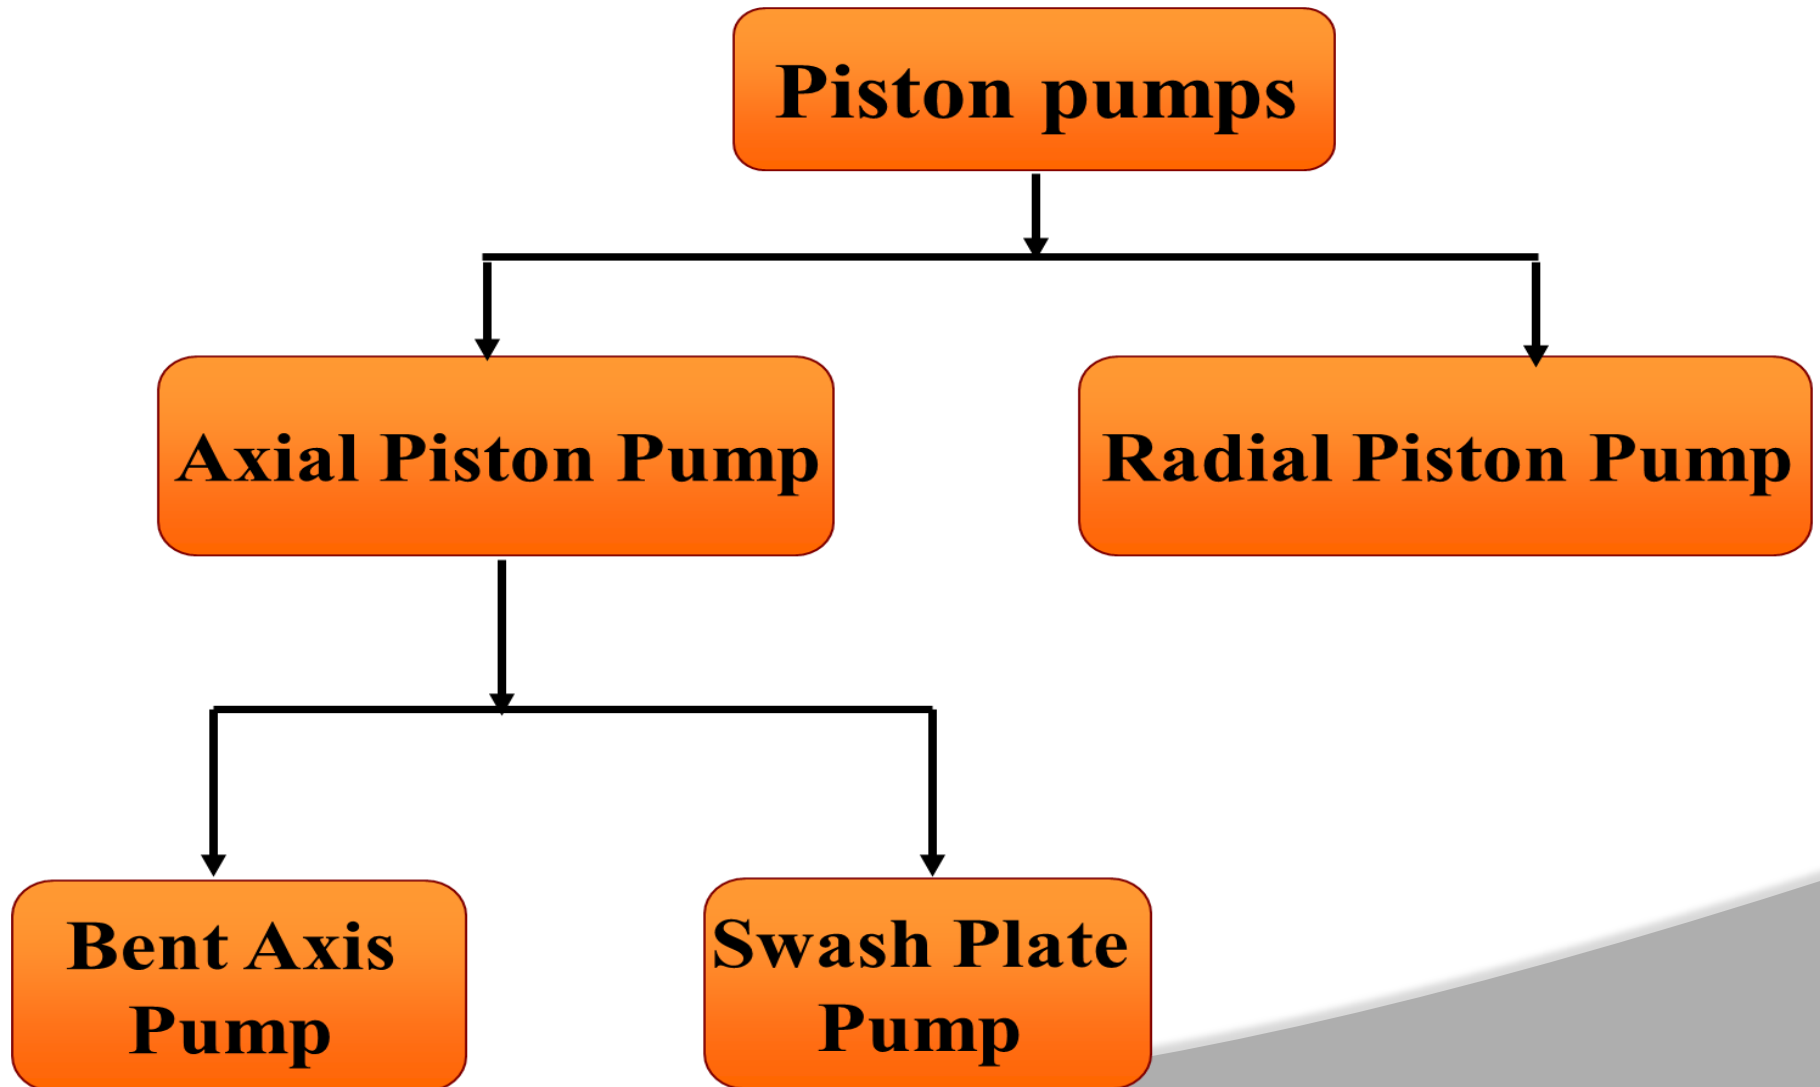 Piston pumps
Axial Piston Pump
Radial Piston Pump
Bent Axis
Pump
Swash Plate
Pump